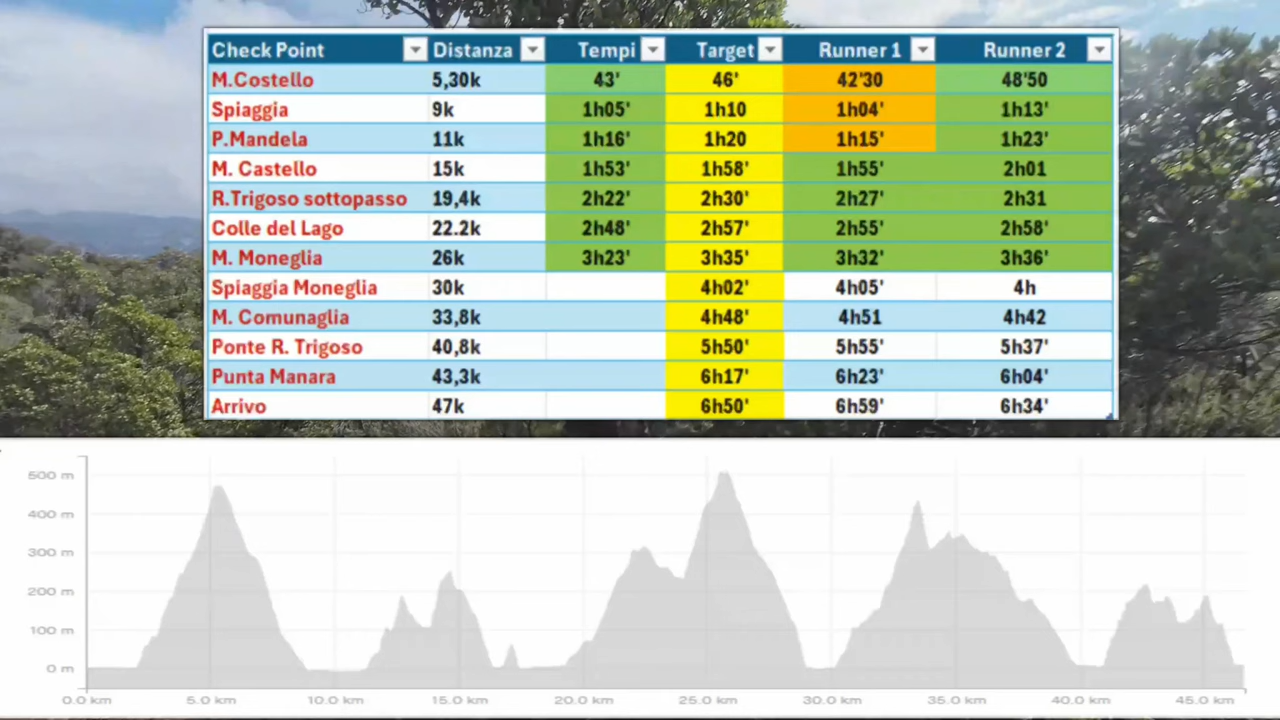 Check Point Distanza Tempi Target Runner 1 Runner 2
M.Costello 5,30k 43' 46' 42'30 48'50
Spiaggia 9k 1h05' 1h10 1h04' 1h13'
P.Mandela 11k 1h16' 1h20 1h15' 1h23'
M. Castello 15k 1h53' 1h58' 1h55' 2h01
R.Trigoso sottopasso 19,4k 2h22' 2h30' 2h27' 2h31
Colle del Lago 22.2k 2h48' 2h57' 2h55' 2h58'
M. Moneglia 26k 3h23' 3h35' 3h32' 3h36'
Spiaggia Moneglia 30k 4h02' 4h05' 4h
M. Comunaglia 33,8k 4h48' 4h51 4h42
Ponte R. Trigoso 40,8k 5h50' 5h55' 5h37'
Punta Manara 43,3k 6h17' 6h23' 6h04'
Arrivo 47k 6h50' 6h59' 6h34'
500 m
400 m
300 m
200 m
100 m
0 m
0.0 km 5.0 km 10.0 km 15.0 km 20.0 km 25.0 km 30.0 km 35.0 km 40.0 km 45.0 km